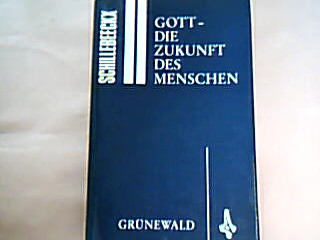 SCHILLEBEECKX
GOTT-
DIE
ZUKUNFT
DES
MENSCHEN
GRÜNEWALD